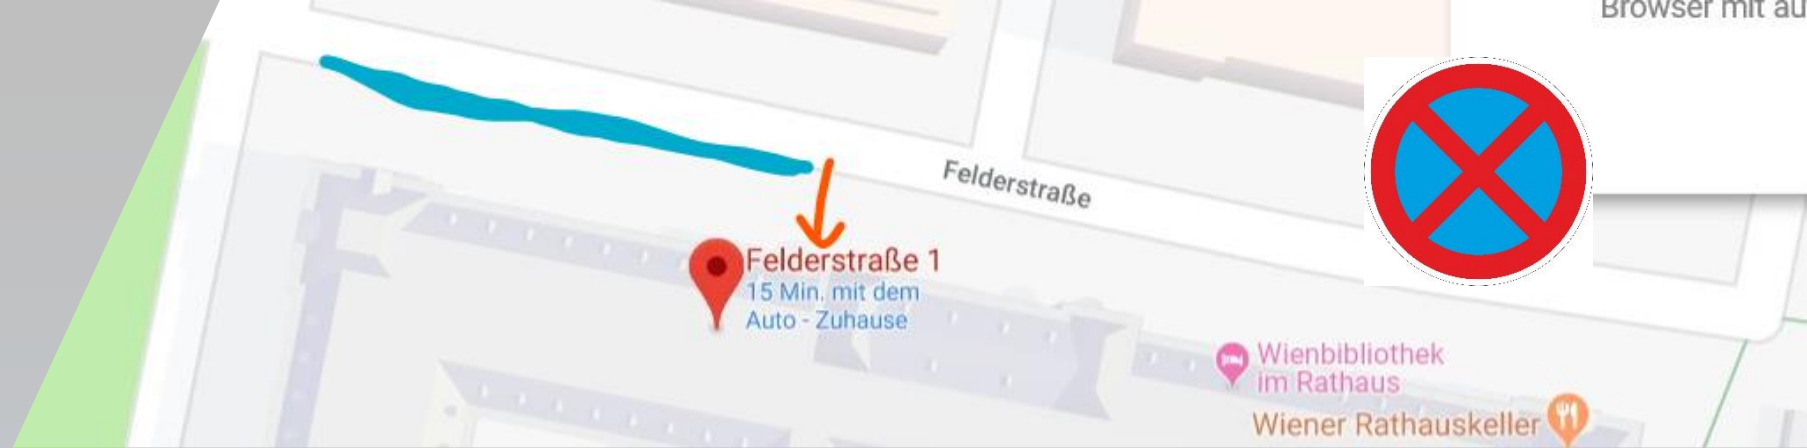 Browser mit au
Felderstraße
Felderstraße 1
15 Min. mit dem
Auto - Zuhause
Wienbibliothek
im Rathaus
Wiener Rathauskeller